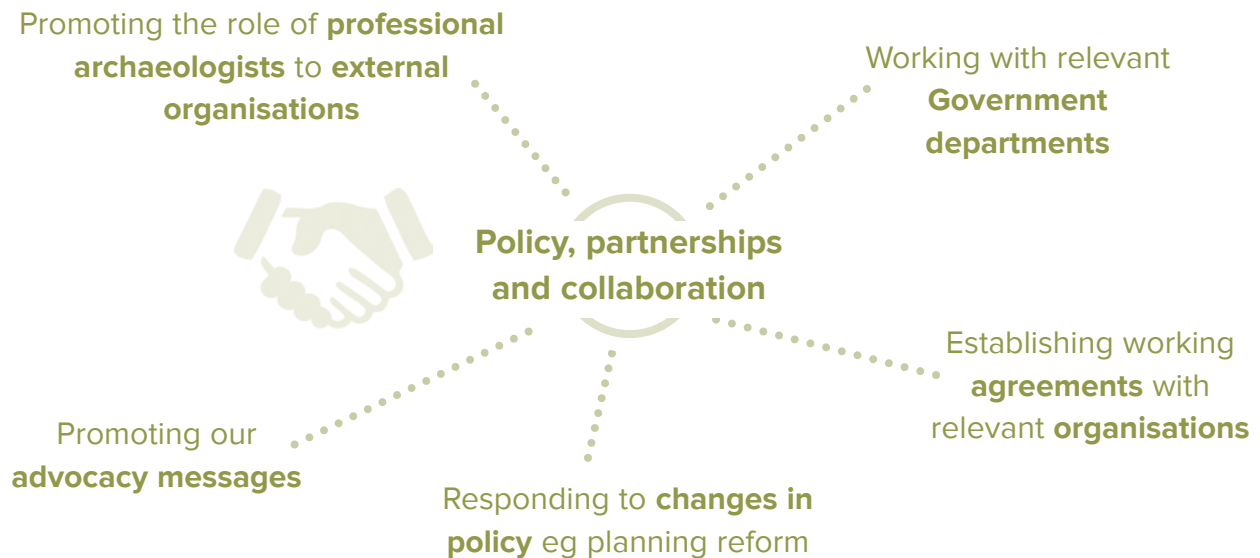 Promoting the role of professional
archaeologists to external
organisations
Working with relevant
Government
departments
Policy, partnerships
and collaboration
Establishing working
agreements with
relevant organisations
Promoting our
advocacy messages
Responding to changes in
policy eg planning reform